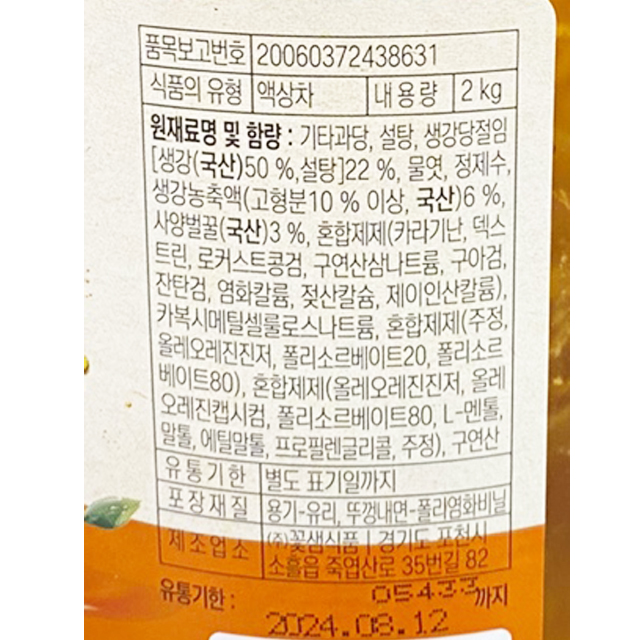 품목보고번호 20060372438631
식품의 유형 액상차 내용량 2 kg
원재료명 및 함량 : 기타과당, 설탕, 생강당절임
[생강(국산)50 %,설탕]22 %, 물엿, 정제수,
생강농축액(고형분10 % 이상, 국산)6 %,
사양벌꿀(국산)3 %, 혼합제제(카라기난, 덱스
트린, 로커스트콩검, 구연산삼나트륨, 구아검,
잔탄검, 염화칼륨, 젖산칼슘, 제이인산칼륨),
카복시메틸셀룰로스나트륨, 혼합제제(주정,
올레오레진진저, 폴리소르베이트20, 폴리소르
베이트80), 혼합제제(올레오레진진저, 올레
오레진캡시컴, 폴리소르베이트80, L-멘톨,
말톨, 에틸말톨, 프로필렌글리콜, 주정), 구연산
유통기한 별도 표기일까지
포장재질 용기-유리, 뚜껑내면-폴리염화비닐
제조업소 (주)꽃샘식품 | 경기도 포천시
소흘읍 죽엽산로 35번길 82
유통기한 : 05433 까지
2024.08.12